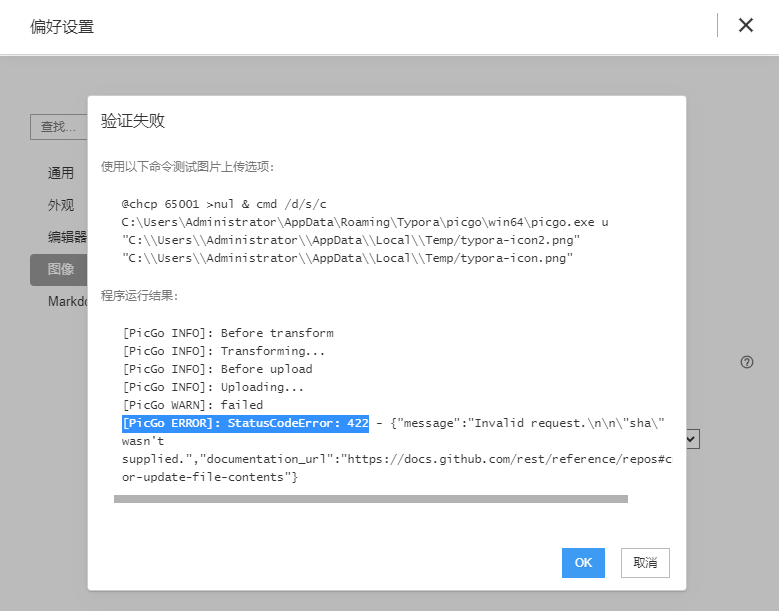 偏好设置
验证失败
查找...
使用以下命令测试图片上传选项:
通用
外观
编辑器
图像
Markdo
@chcp 65001 >nul & cmd /d/s/c
C:\Users\Administrator\AppData\Roaming\Typora\picgo\win64\picgo.exe u
"C:\\Users\\Administrator\\AppData\\Local\\Temp/typora-icon2.png"
"C:\\Users\\Administrator\\AppData\\Local\\Temp/typora-icon.png"
程序运行结果:
[PicGo INFO]: Before transform
[PicGo INFO]: Transforming...
[PicGo INFO]: Before upload
[PicGo INFO]: Uploading...
[PicGo WARN]: failed
[PicGo ERROR]: StatusCodeError: 422 - {"message":"Invalid request.\n\n\"sha\"
wasn't
supplied.","documentation_url":"https://docs.github.com/rest/reference/repos#c
or-update-file-contents"}
OK
取消